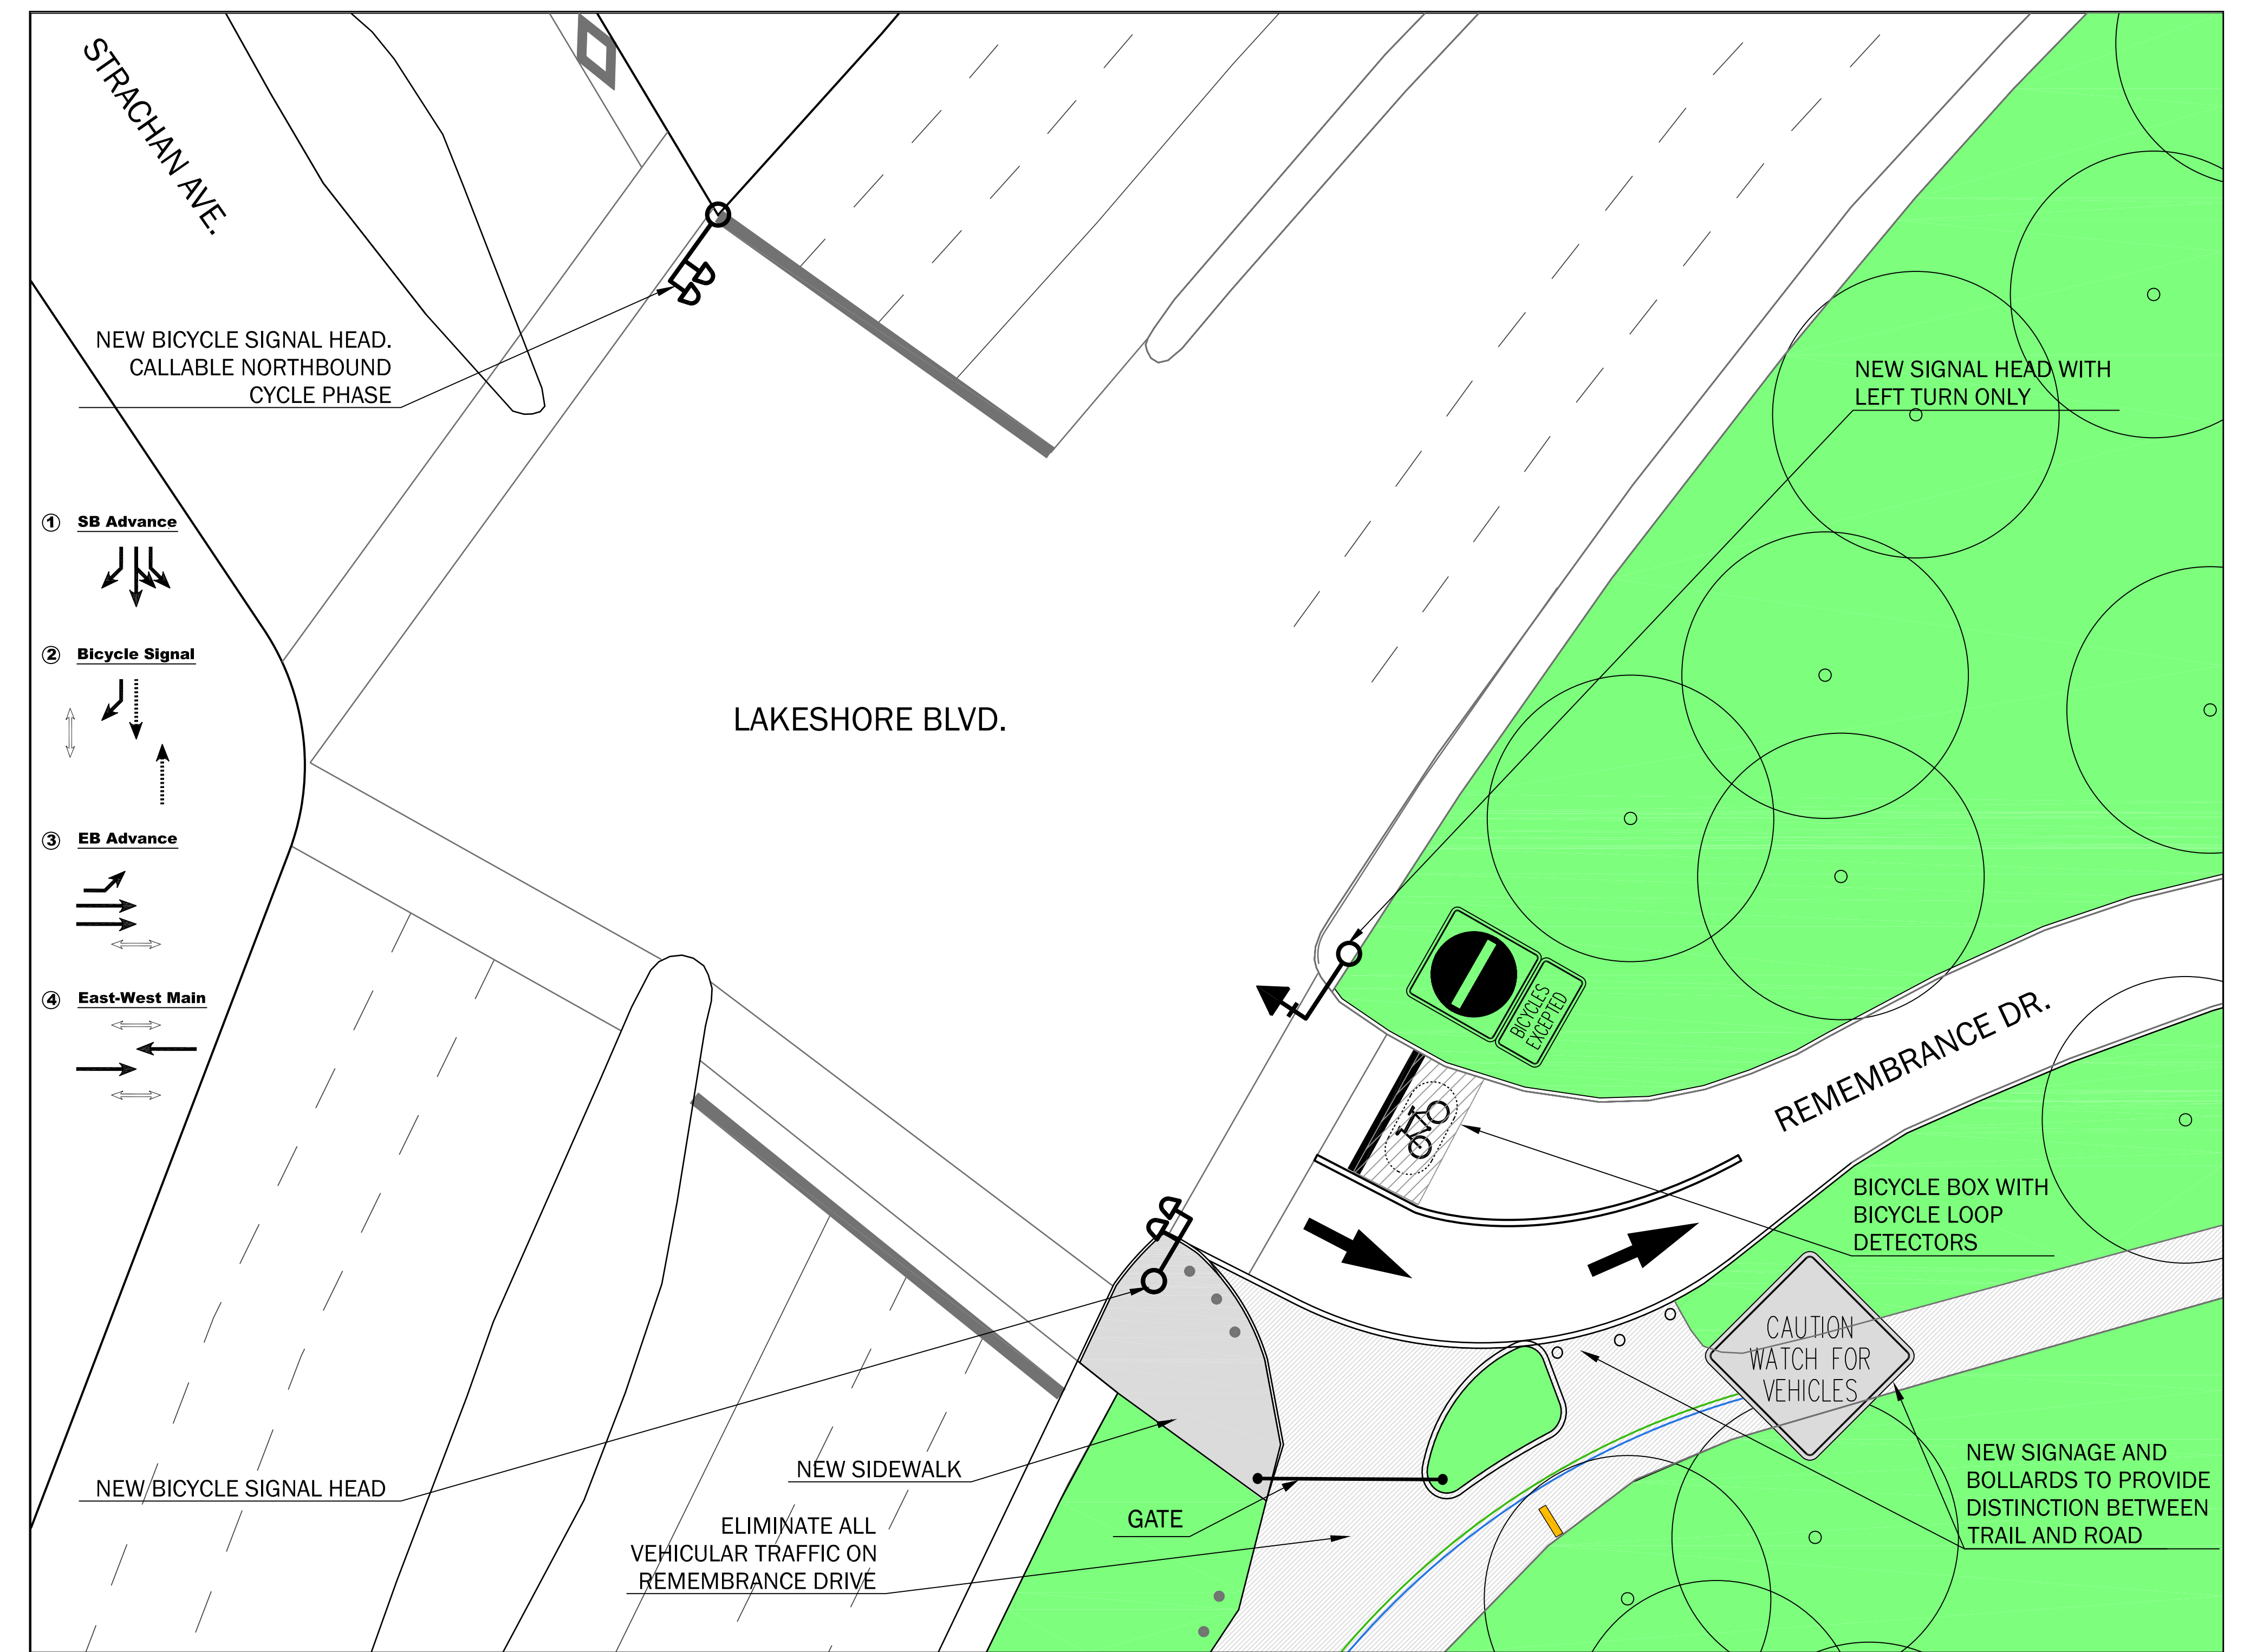 STRACHAN AVE.
NEW BICYCLE SIGNAL HEAD.
CALLABLE NORTHBOUND
CYCLE PHASE
NEW SIGNAL HEAD WITH
LEFT TURN ONLY
1 SB Advance
2 Bicycle Signal
3 EB Advance
4 East-West Main
LAKESHORE BLVD.
BICYCLES
EXCEPTED
REMEMBRANCE DR.
BICYCLE BOX WITH
BICYCLE LOOP
DETECTORS
CAUTION
WATCH FOR
VEHICLES
NEW SIGNAGE AND
BOLLARDS TO PROVIDE
DISTINCTION BETWEEN
TRAIL AND ROAD
NEW BICYCLE SIGNAL HEAD
NEW SIDEWALK
GATE
ELIMINATE ALL
VEHICULAR TRAFFIC ON
REMEMBRANCE DRIVE